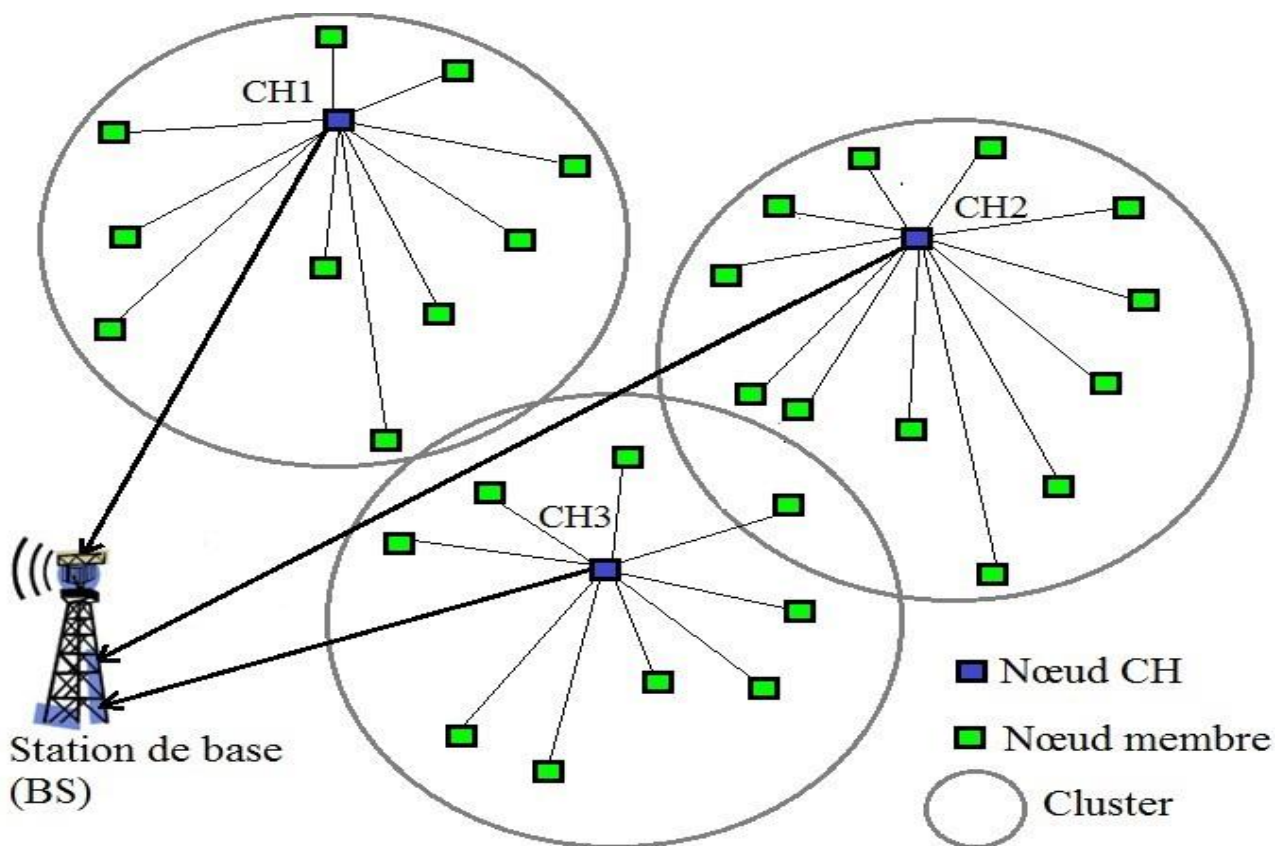 CH1
CH2
CH3
Station de base
(BS)
Nœud CH
Nœud membre
Cluster